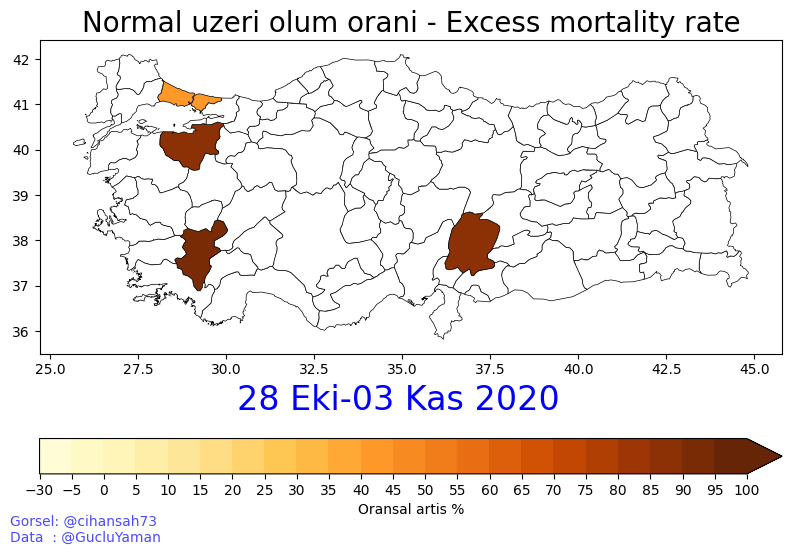 Normal uzeri olum orani - Excess mortality rate
42
41
40
39
38
37
36
25.0 27.5 30.0 32.5 35.0 37.5 40.0 42.5 45.0
28 Eki-03 Kas 2020
−30 −5 0 5 10 15 20 25 30 35 40 45 50 55 60 65 70 75 80 85 90 95 100
Oransal artis %
Gorsel: @cihansah73
Data  : @GucluYaman